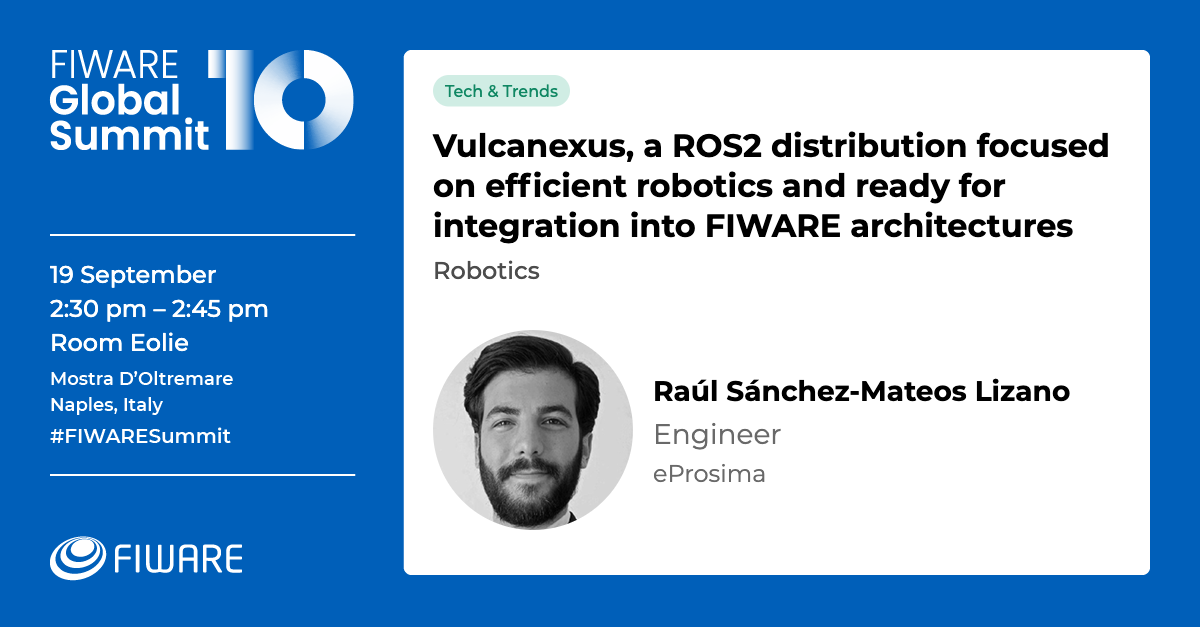 FIWARE
Global
Summit
10
19 September
2:30 pm – 2:45 pm
Room Eolie
Mostra D’Oltremare
Naples, Italy
#FIWARESummit
FIWARE
Tech & Trends
Vulcanexus, a ROS2 distribution focused
on efficient robotics and ready for
integration into FIWARE architectures
Robotics
Raúl Sánchez-Mateos Lizano
Engineer
eProsima